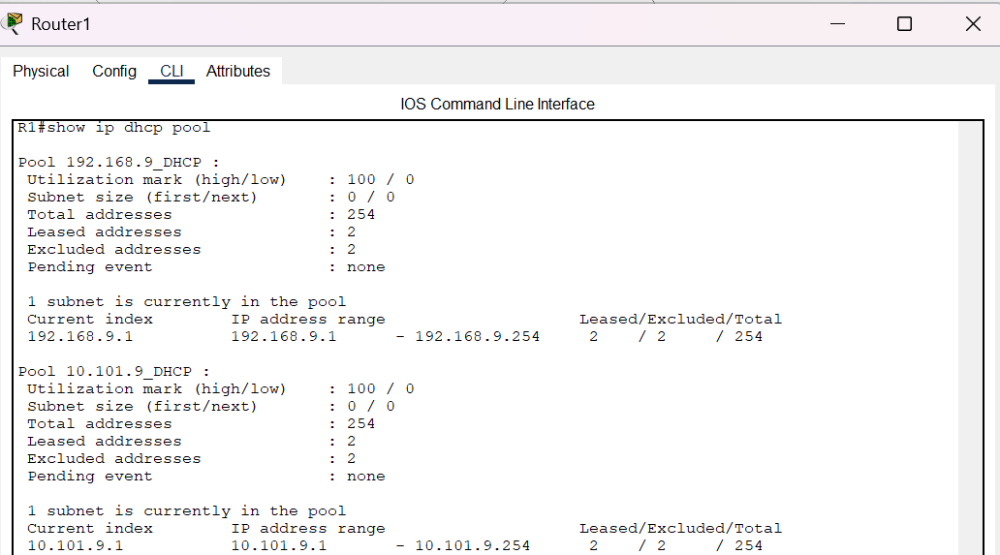 Router1
Physical Config CLI Attributes
IOS Command Line Interface
R1#show ip dhcp pool
Pool 192.168.9_DHCP :
Utilization mark (high/low) : 100 / 0
Subnet size (first/next) : 0 / 0
Total addresses : 254
Leased addresses : 2
Excluded addresses : 2
Pending event : none
1 subnet is currently in the pool
Current index IP address range Leased/Excluded/Total
192.168.9.1 192.168.9.1 - 192.168.9.254 2 / 2 / 254
Pool 10.101.9_DHCP :
Utilization mark (high/low) : 100 / 0
Subnet size (first/next) : 0 / 0
Total addresses : 254
Leased addresses : 2
Excluded addresses : 2
Pending event : none
1 subnet is currently in the pool
Current index IP address range Leased/Excluded/Total
10.101.9.1 10.101.9.1 - 10.101.9.254 2 / 2 / 254